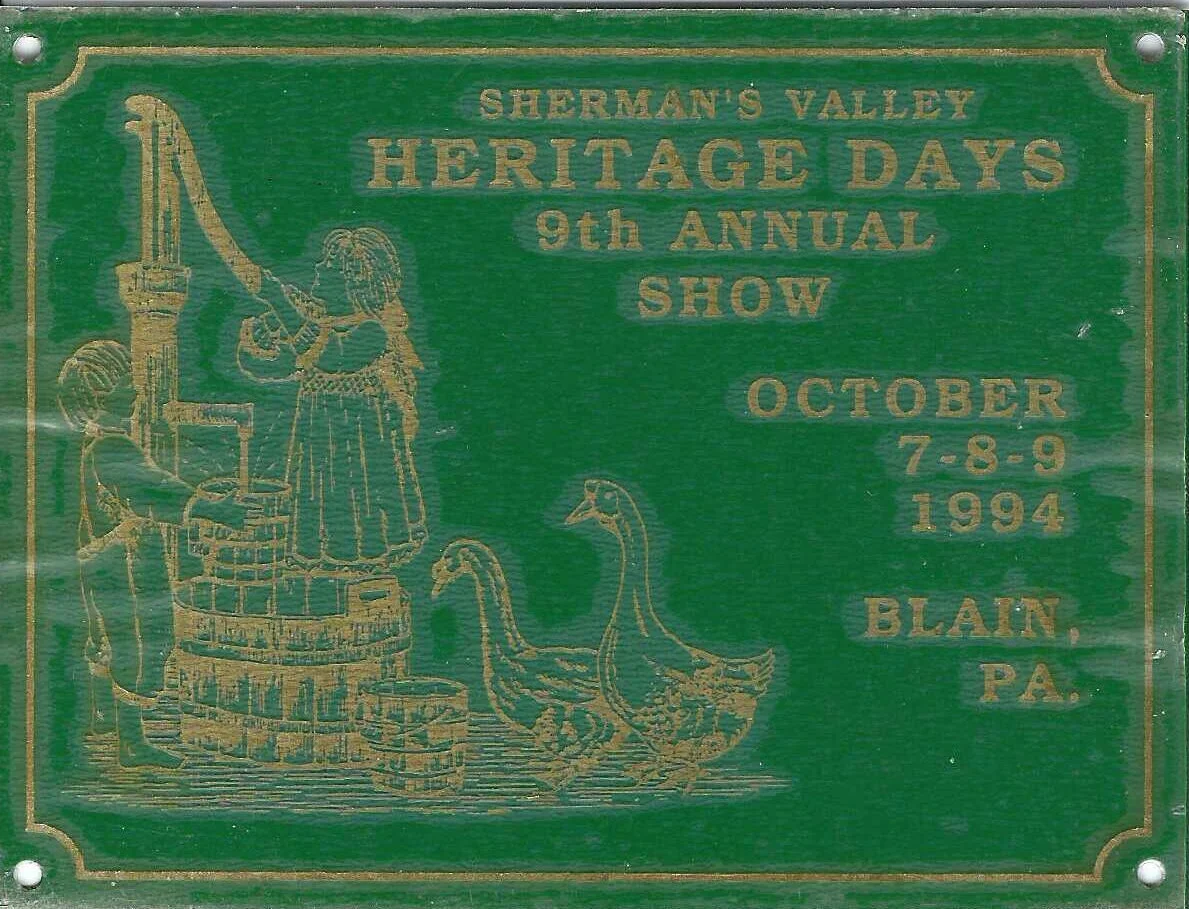 SHERMAN'S VALLEY
HERITAGE DAYS
9th ANNUAL
SHOW
OCTOBER
7-8-9
1994
BLAIN,
PA.